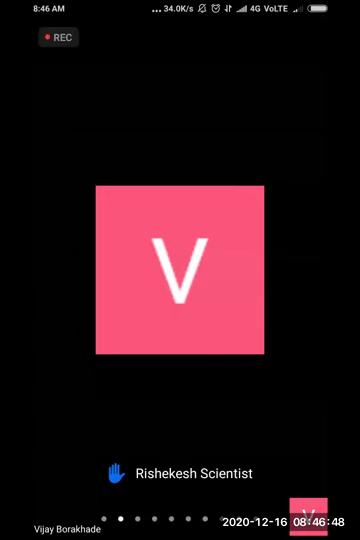 8:46 AM
... 34.0K/s 4G VoLTE
REC
V
Rishekesh Scientist
V
2020-12-16 08:46:48
Vijay Borakhade